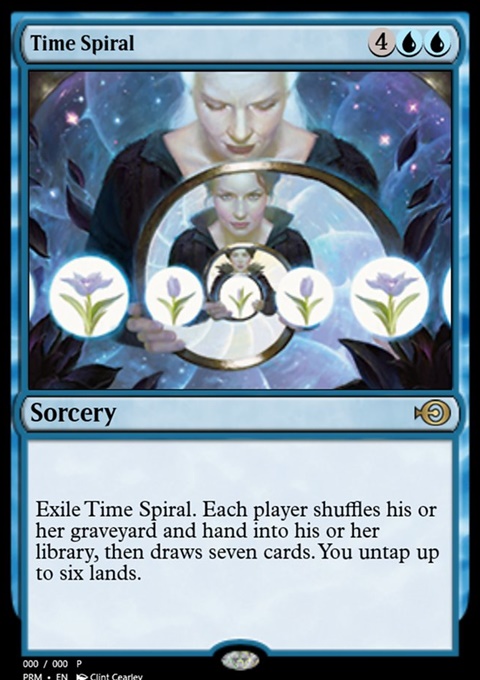 Time Spiral 4
Sorcery
Exile Time Spiral. Each player shuffles his or
her graveyard and hand into his or her
library, then draws seven cards. You untap up
to six lands.
000 / 000 P
PRM • EN Clint Cearley